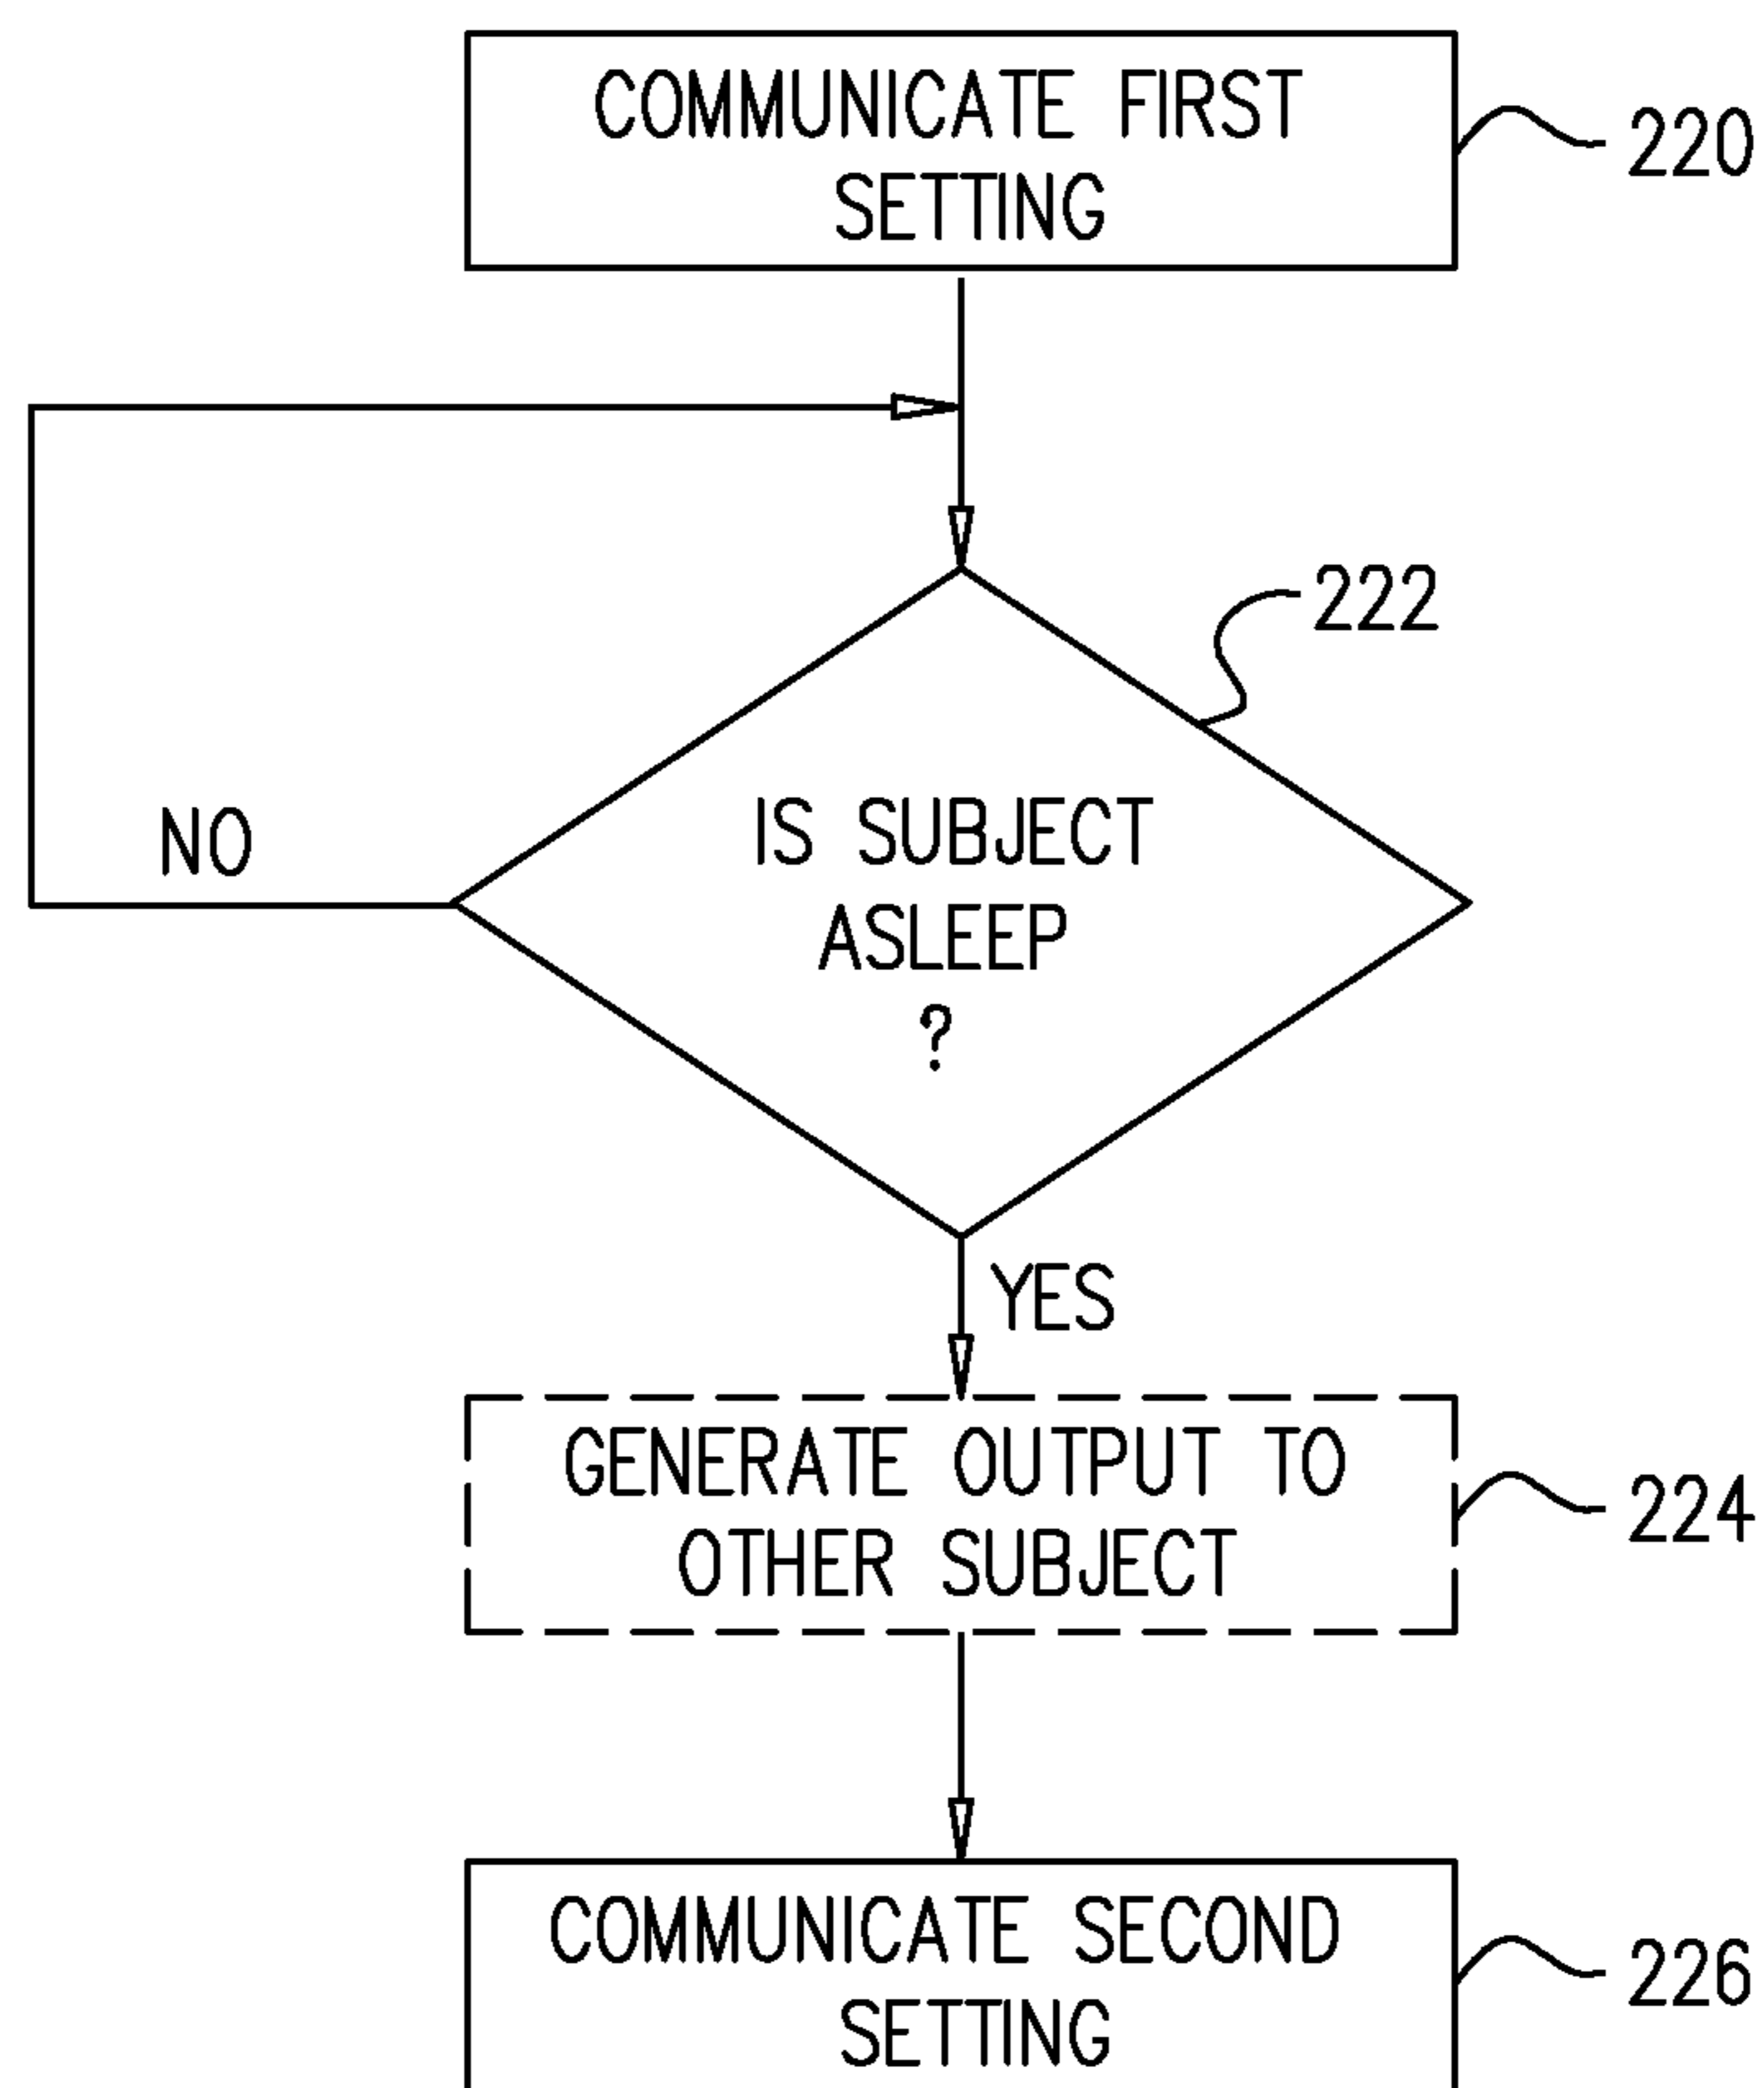 COMMUNICATE FIRST
SETTING
220
222
IS SUBJECT
ASLEEP
?
NO
YES
GENERATE OUTPUT TO
OTHER SUBJECT
224
COMMUNICATE SECOND
SETTING
226